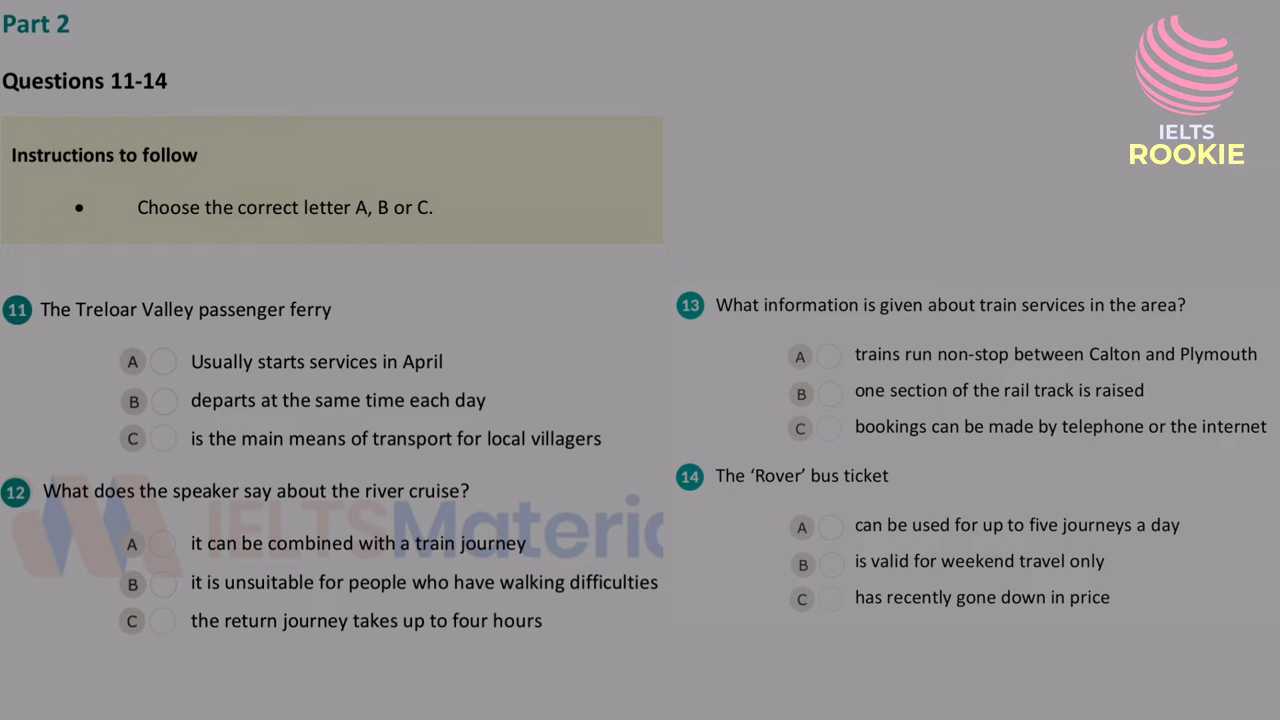 Part 2
IELTS
ROOKIE
Questions 11-14
Instructions to follow
• Choose the correct letter A, B or C.
11 The Treloar Valley passenger ferry
A Usually starts services in April
B departs at the same time each day
C is the main means of transport for local villagers
12 What does the speaker say about the river cruise?
A it can be combined with a train journey
B it is unsuitable for people who have walking difficulties
C the return journey takes up to four hours
13 What information is given about train services in the area?
A trains run non-stop between Calton and Plymouth
B one section of the rail track is raised
C bookings can be made by telephone or the internet
14 The ‘Rover’ bus ticket
A can be used for up to five journeys a day
B is valid for weekend travel only
C has recently gone down in price